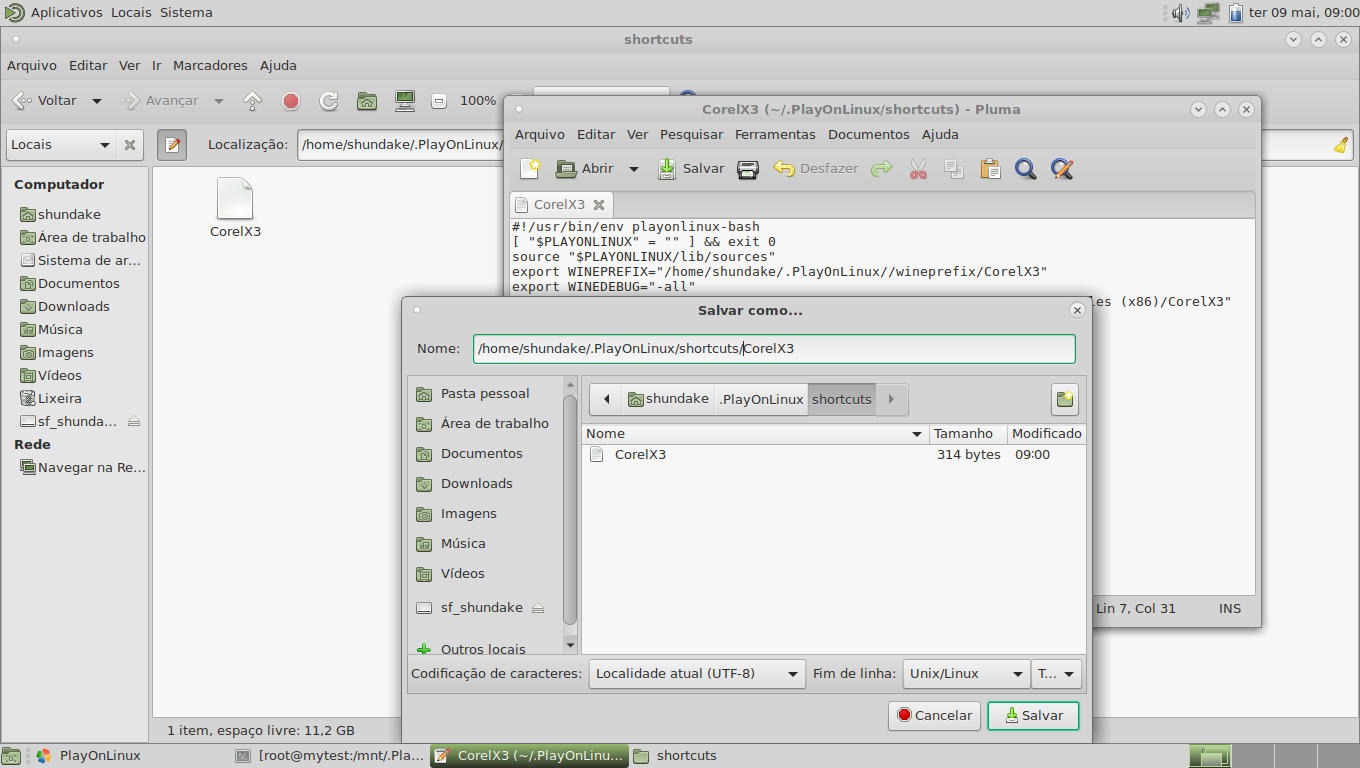 Aplicativos Locais Sistema
ter 09 mai, 09:00
shortcuts
Arquivo Editar Ver Ir Marcadores Ajuda
Voltar Avançar 100%
Locais
Localização: /home/shundake/.PlayOnLinux/
Computador
shundake
Área de trabalho
Sistema de ar...
Documentos
Downloads
Música
Imagens
Vídeos
Lixeira
sf_shunda...
Rede
Navegar na Re...
CorelX3
1 item, espaço livre: 11,2 GB
CorelX3 (~/.PlayOnLinux/shortcuts) - Pluma
Arquivo Editar Ver Pesquisar Ferramentas Documentos Ajuda
Abrir Salvar Desfazer
CorelX3
#!/usr/bin/env playonlinux-bash
[ "$PLAYONLINUX" = "" ] && exit 0
source "$PLAYONLINUX/lib/sources"
export WINEPREFIX="/home/shundake/.PlayOnLinux//wineprefix/CorelX3"
export WINEDEBUG="-all"
les (x86)/CorelX3"
Lin 7, Col 31 INS
Salvar como...
Nome: /home/shundake/.PlayOnLinux/shortcuts/CorelX3
Pasta pessoal
Área de trabalho
Documentos
Downloads
Imagens
Música
Vídeos
sf_shundake
Outros locais
shundake .PlayOnLinux shortcuts
Nome Tamanho Modificado
CorelX3 314 bytes 09:00
Codificação de caracteres: Localidade atual (UTF-8) Fim de linha: Unix/Linux T...
Cancelar Salvar
PlayOnLinux [root@mytest:/mnt/.Pla... CorelX3 (~/.PlayOnLinu... shortcuts